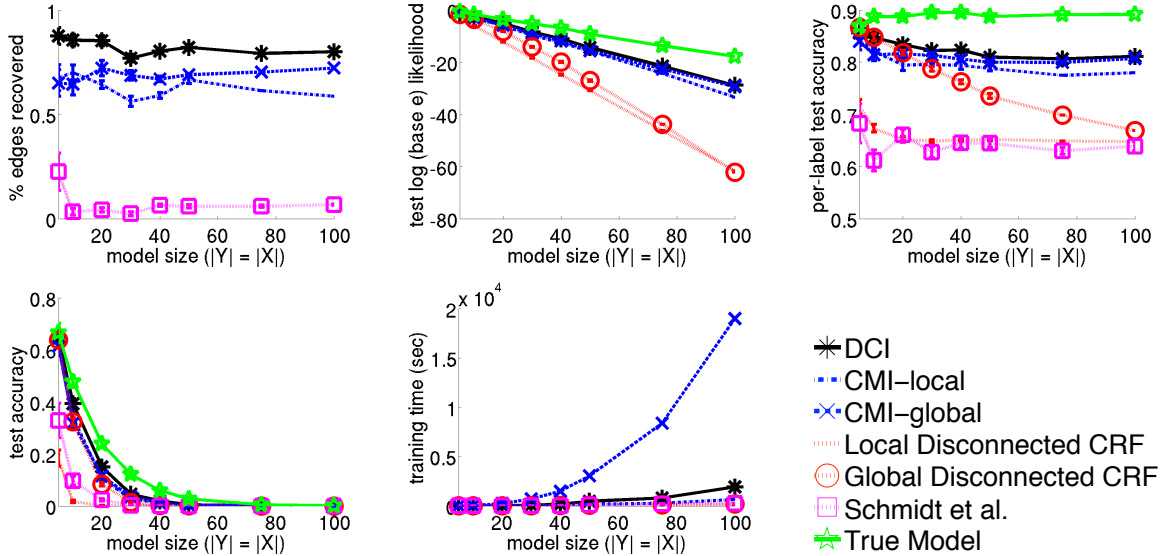 % edges recovered
1
0.5
0
20 40 60 80 100
model size (|Y| = |X|)
test log (base e) likelihood
0
-20
-40
-60
-80
20 40 60 80 100
model size (|Y| = |X|)
per-label test accuracy
0.9
0.8
0.7
0.6
0.5
20 40 60 80 100
model size (|Y| = |X|)
test accuracy
0.8
0.6
0.4
0.2
0
0 20 40 60 80 100
model size (|Y| = |X|)
training time (sec)
x 10^4
2
1.5
1
0.5
0
20 40 60 80 100
model size (|Y| = |X|)
DCI
CMI-local
CMI-global
Local Disconnected CRF
Global Disconnected CRF
Schmidt et al.
True Model